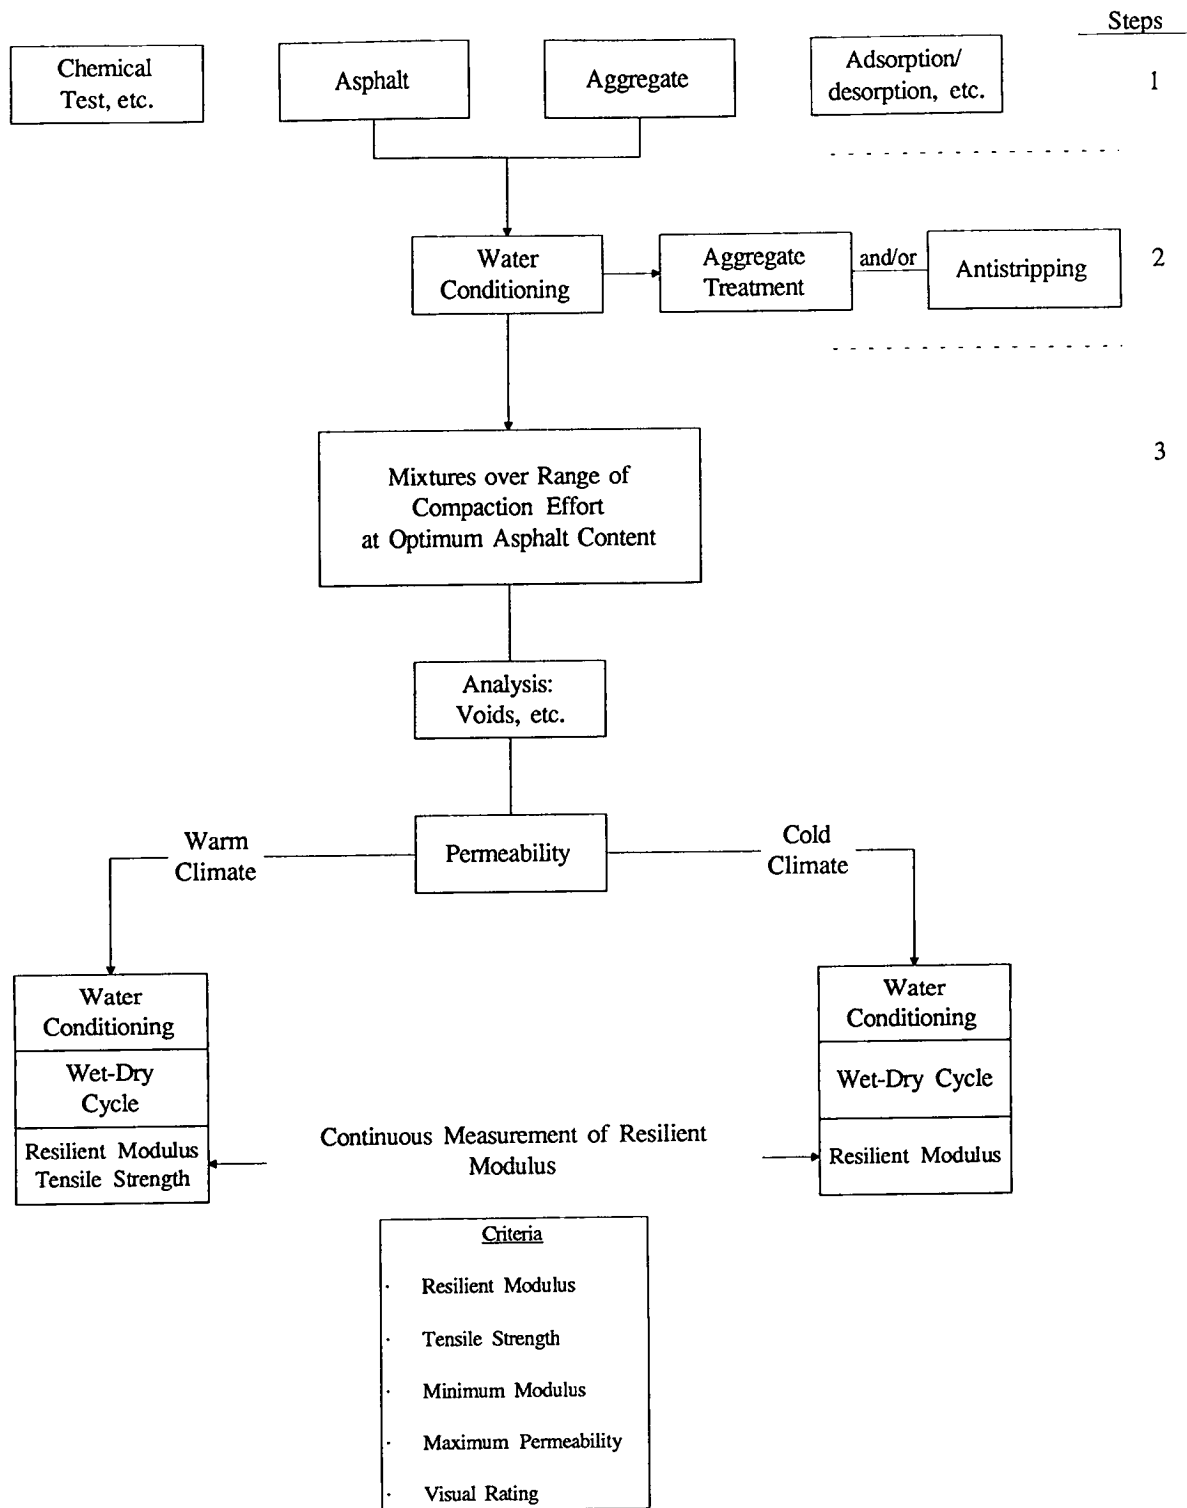 Steps
Chemical
Test, etc.
Asphalt
Aggregate
Adsorption/
desorption, etc.
1
Water
Conditioning
Aggregate
Treatment
and/or
Antistripping
2
Mixtures over Range of
Compaction Effort
at Optimum Asphalt Content
3
Analysis:
Voids, etc.
Warm
Climate
Permeability
Cold
Climate
Water
Conditioning
Wet-Dry
Cycle
Resilient Modulus
Tensile Strength
Continuous Measurement of Resilient
Modulus
Water
Conditioning
Wet-Dry Cycle
Resilient Modulus
Criteria
· Resilient Modulus
· Tensile Strength
· Minimum Modulus
· Maximum Permeability
· Visual Rating